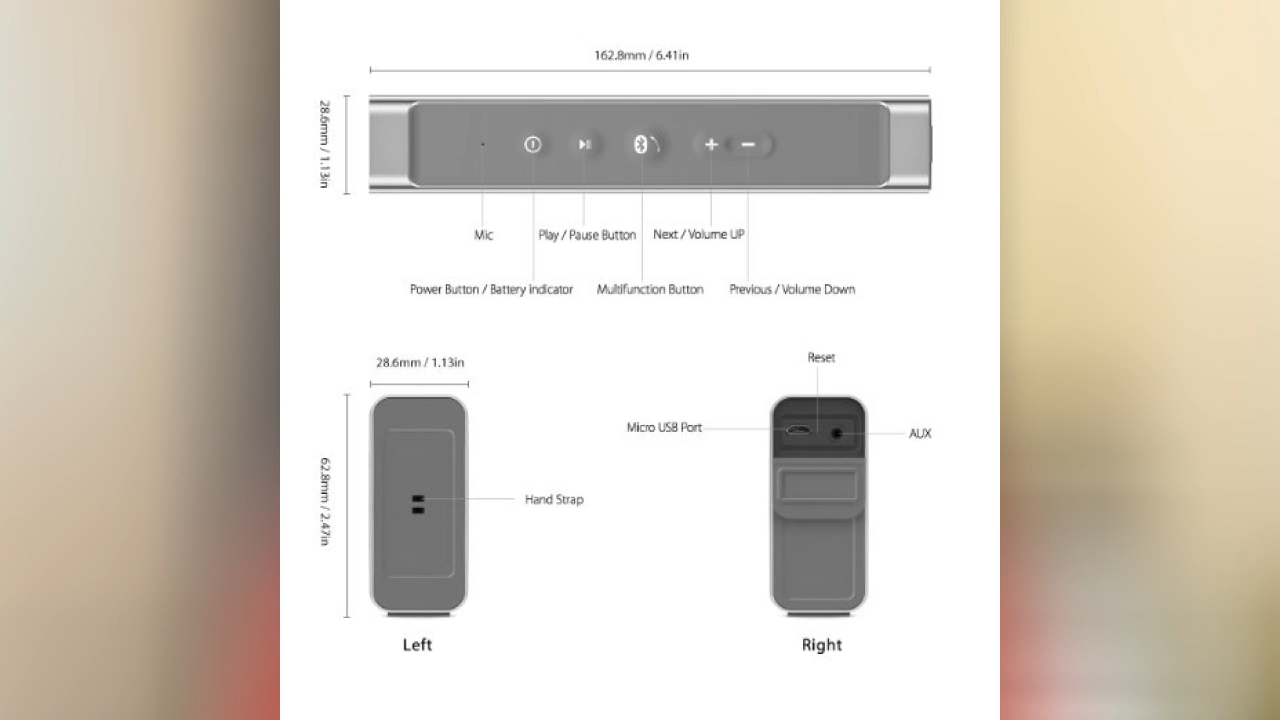 162.8mm / 6.41in
28.6mm / 1.13in
Mic
Play / Pause Button
Next / Volume UP
Power Button / Battery indicator
Multifunction Button
Previous / Volume Down
28.6mm / 1.13in
Reset
Micro USB Port
AUX
62.8mm / 2.47in
Hand Strap
Left
Right